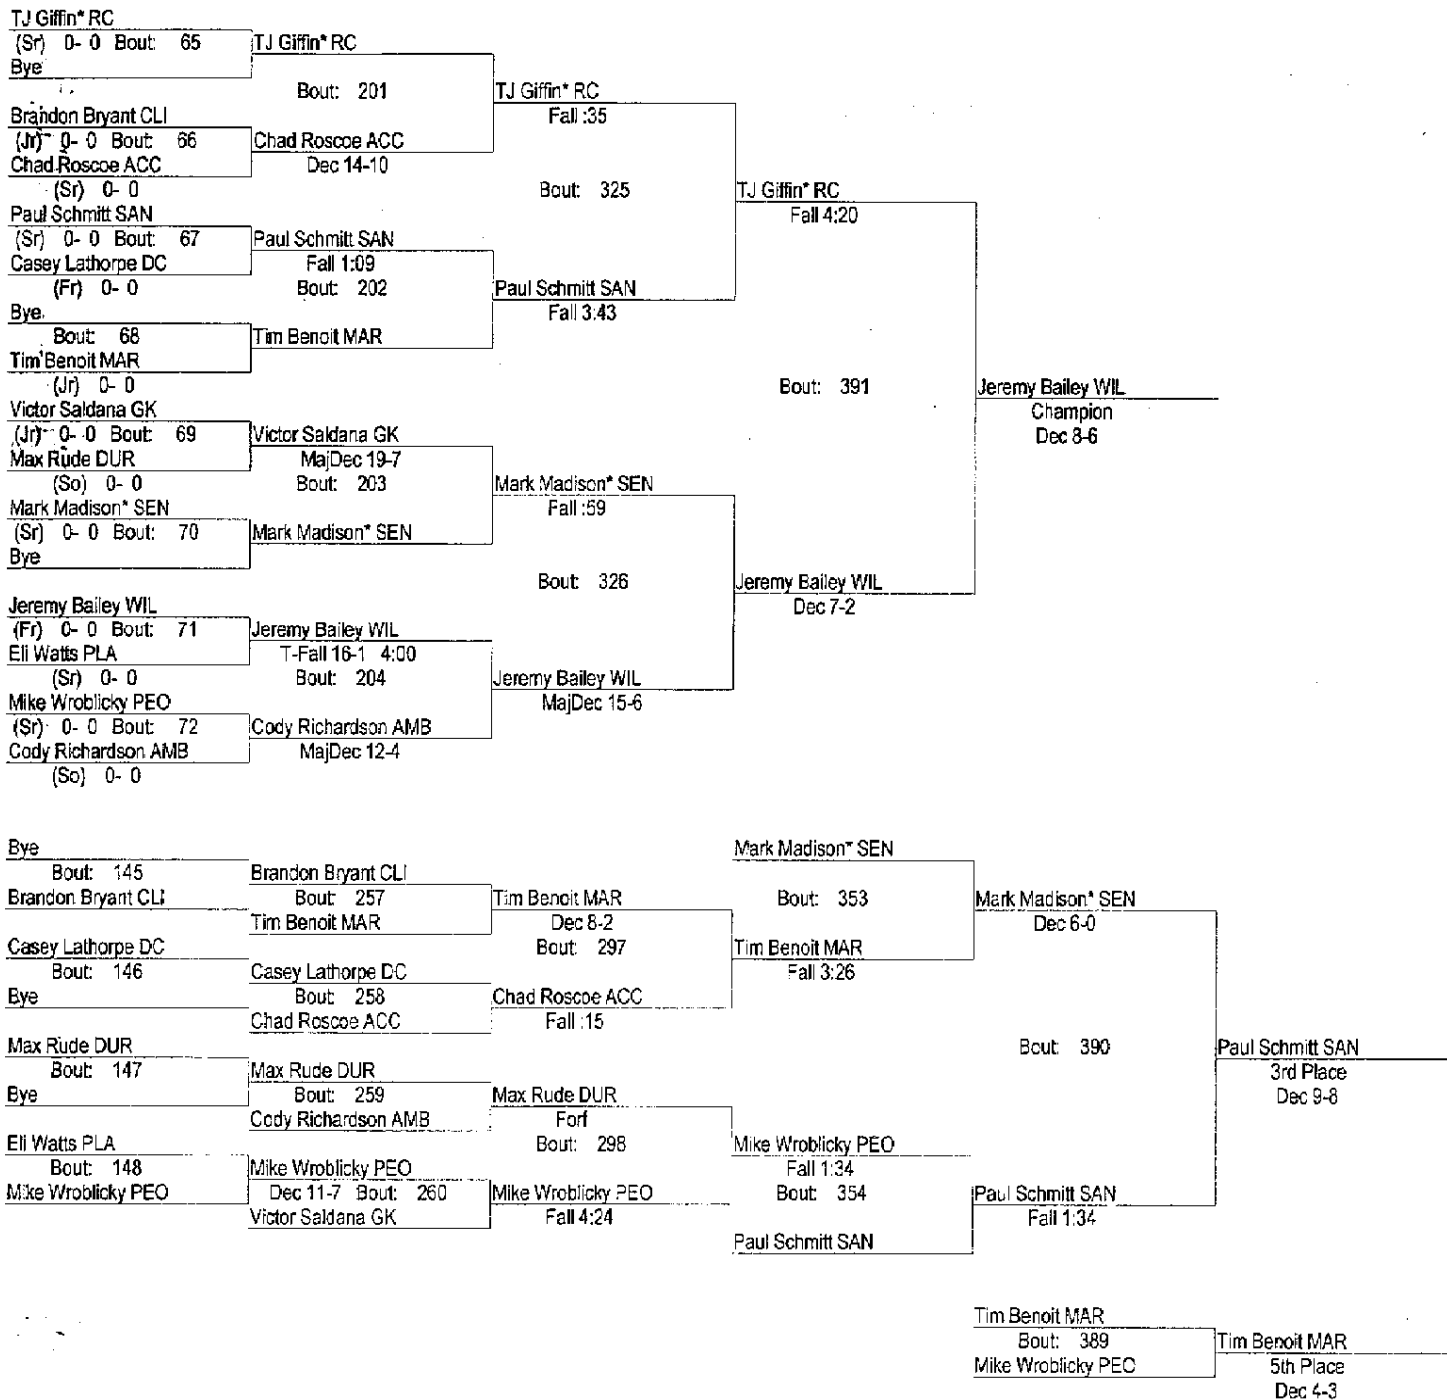 TJ Giffin* RC
(Sr) 0- 0 Bout: 65
Bye
TJ Giffin* RC
Bout: 201
Brandon Bryant CLI
(Jr) 0- 0 Bout: 66
Chad Roscoe ACC
(Sr) 0- 0
Chad Roscoe ACC
Dec 14-10
TJ Giffin* RC
Fall :35
Bout: 325
Paul Schmitt SAN
(Sr) 0- 0 Bout: 67
Casey Lathorpe DC
(Fr) 0- 0
Paul Schmitt SAN
Fall 1:09
Bout: 202
Bye
Bout: 68
Tim Benoit MAR
(Jr) 0- 0
Tim Benoit MAR
Paul Schmitt SAN
Fall 3:43
TJ Giffin* RC
Fall 4:20
Bout: 391
Victor Saldana GK
(Jr) 0- 0 Bout: 69
Max Rude DUR
(So) 0- 0
Victor Saldana GK
MajDec 19-7
Bout: 203
Mark Madison* SEN
(Sr) 0- 0 Bout: 70
Bye
Mark Madison* SEN
Mark Madison* SEN
Fall :59
Bout: 326
Jeremy Bailey WIL
(Fr) 0- 0 Bout: 71
Eli Watts PLA
(Sr) 0- 0
Jeremy Bailey WIL
T-Fall 16-1 4:00
Bout: 204
Mike Wroblicky PEO
(Sr) 0- 0 Bout: 72
Cody Richardson AMB
(So) 0- 0
Cody Richardson AMB
MajDec 12-4
Jeremy Bailey WIL
MajDec 15-6
Jeremy Bailey WIL
Dec 7-2
Jeremy Bailey WIL
Champion
Dec 8-6
Bye
Bout: 145
Brandon Bryant CLI
Brandon Bryant CLI
Bout: 257
Tim Benoit MAR
Tim Benoit MAR
Dec 8-2
Bout: 297
Casey Lathorpe DC
Bout: 146
Bye
Casey Lathorpe DC
Bout: 258
Chad Roscoe ACC
Chad Roscoe ACC
Fall :15
Mark Madison* SEN
Bout: 353
Tim Benoit MAR
Fall 3:26
Mark Madison* SEN
Dec 6-0
Bout: 390
Max Rude DUR
Bout: 147
Bye
Max Rude DUR
Bout: 259
Cody Richardson AMB
Max Rude DUR
Forf
Bout: 298
Eli Watts PLA
Bout: 148
Mike Wroblicky PEO
Mike Wroblicky PEO
Dec 11-7 Bout: 260
Victor Saldana GK
Mike Wroblicky PEO
Fall 4:24
Mike Wroblicky PEO
Fall 1:34
Bout: 354
Paul Schmitt SAN
Paul Schmitt SAN
Fall 1:34
Paul Schmitt SAN
3rd Place
Dec 9-8
Tim Benoit MAR
Bout: 389
Mike Wroblicky PEO
Tim Benoit MAR
5th Place
Dec 4-3